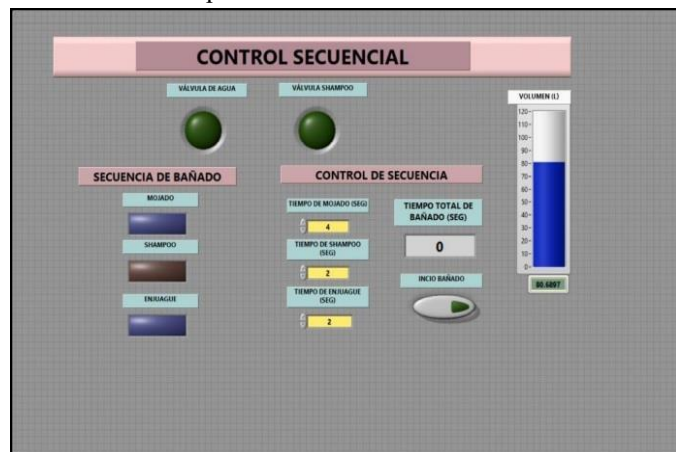 CONTROL SECUENCIAL
VÁLVULA DE AGUA
VÁLVULA SHAMPOO
VOLUMEN (L)
120-
110-
100-
90-
80-
70-
60-
50-
40-
30-
20-
10-
0-
80.6897
SECUENCIA DE BAÑADO
MOJADO
SHAMPOO
ENJUAGUE
CONTROL DE SECUENCIA
TIEMPO DE MOJADO (SEG)
4
TIEMPO DE SHAMPOO
(SEG)
2
TIEMPO DE ENJUAGUE
(SEG)
2
TIEMPO TOTAL DE
BAÑADO (SEG)
0
INCIO BAÑADO